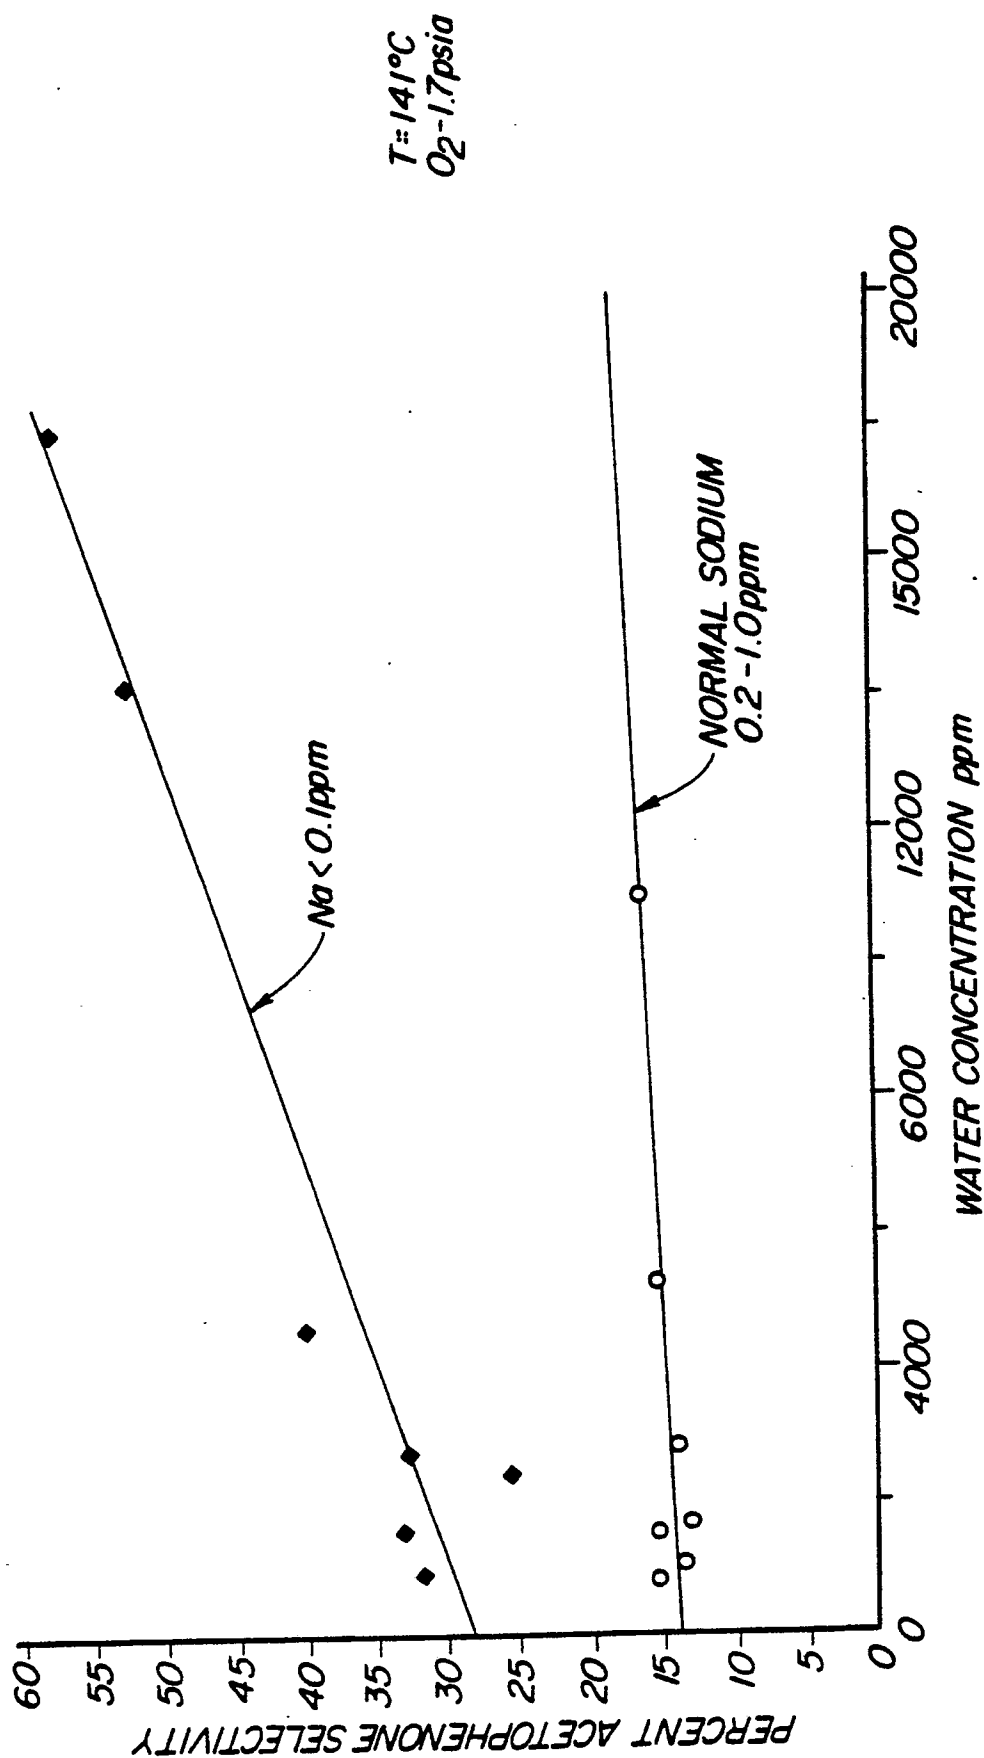 T=141°C
O2-1.7psia
Na<0.1ppm
NORMAL SODIUM
0.2-1.0ppm
PERCENT ACETOPHENONE SELECTIVITY
60
55
50
45
40
35
30
25
20
15
10
5
0
0
4000
6000
12000
15000
20000
WATER CONCENTRATION ppm